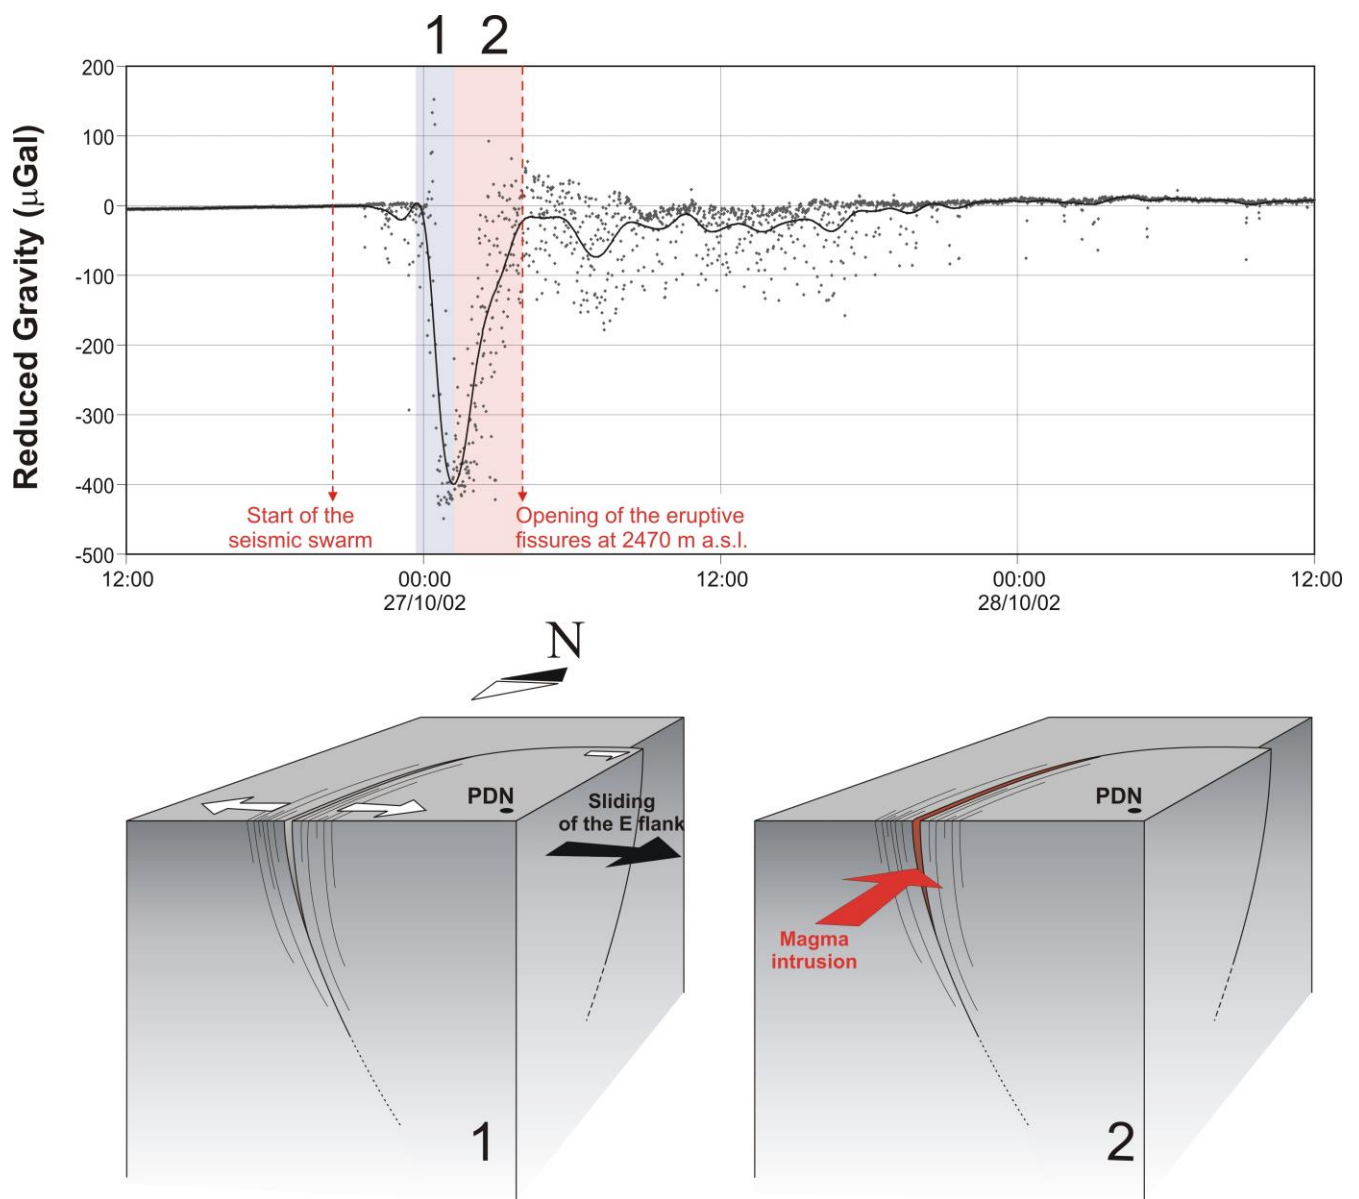 1 2
Reduced Gravity (µGal)
200
100
0
-100
-200
-300
-400
-500
Start of the
seismic swarm
Opening of the eruptive
fissures at 2470 m a.s.l.
12:00 00:00 12:00 00:00 12:00
27/10/02 28/10/02
N
PDN
Sliding
of the E flank
1
PDN
Magma
intrusion
2